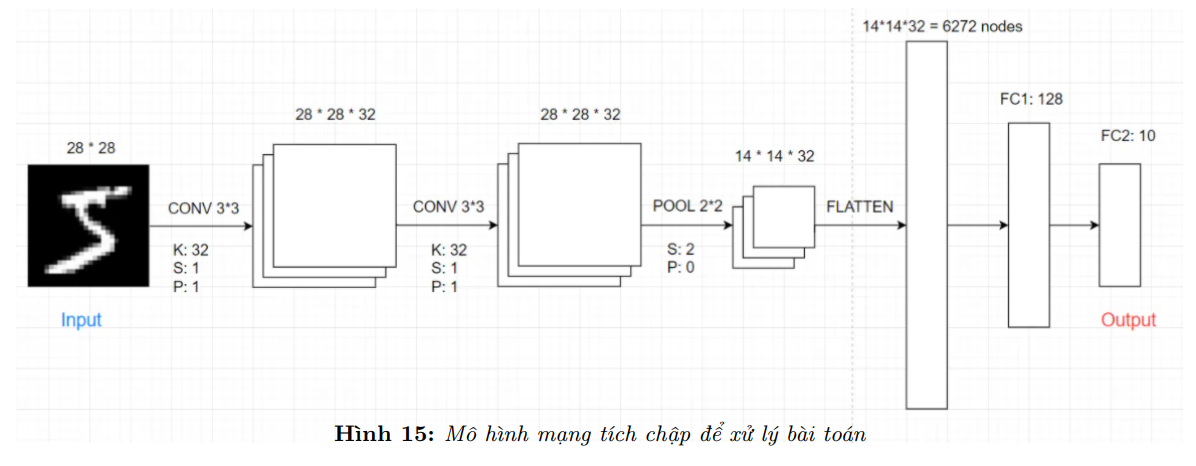 14*14*32 = 6272 nodes
FC1: 128
28 * 28 * 32
28 * 28 * 32
FC2: 10
28 * 28
14 * 14 * 32
CONV 3*3
CONV 3*3
POOL 2*2
FLATTEN
K: 32
S: 1
P: 1
K: 32
S: 1
P: 1
S: 2
P: 0
Input
Output
Hình 15: Mô hình mạng tích chập để xử lý bài toán